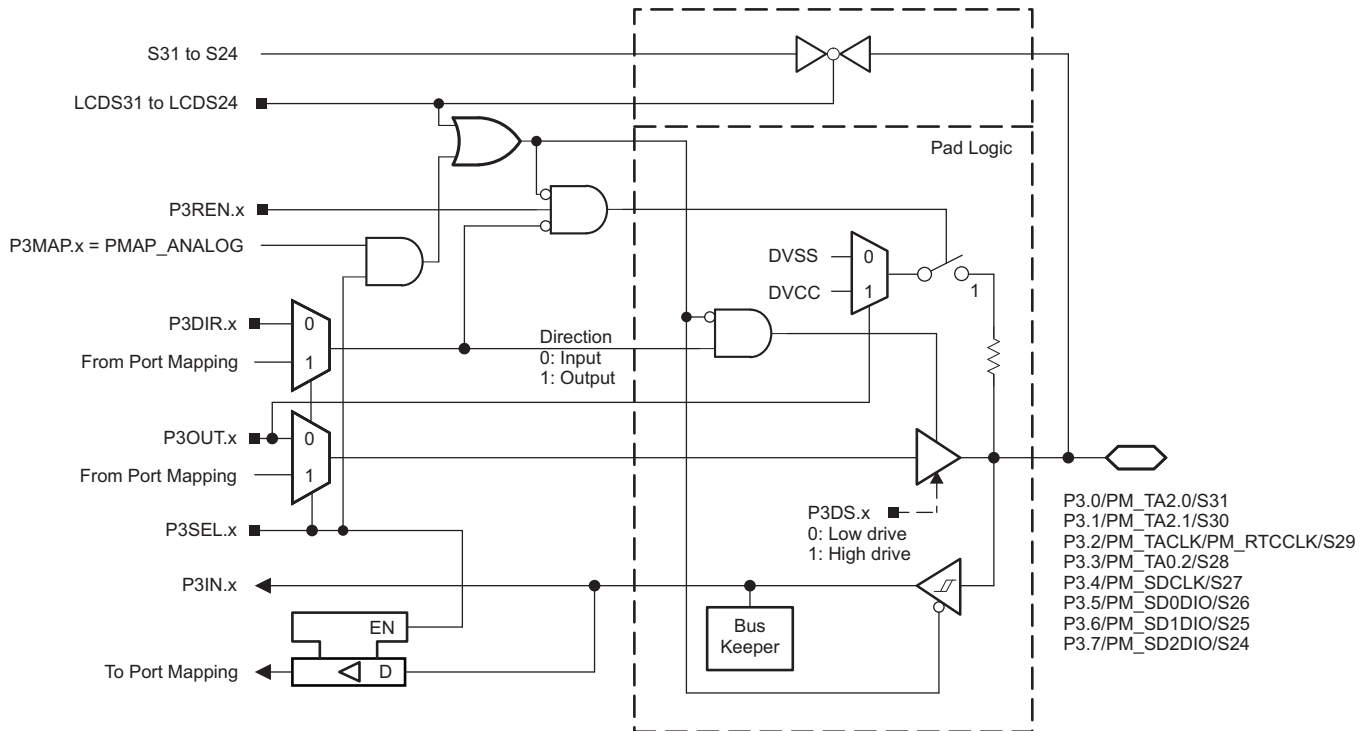 S31 to S24
LCDS31 to LCDS24
Pad Logic
P3REN.x
P3MAP.x = PMAP_ANALOG
DVSS
0
DVCC
1
1
P3DIR.x
0
Direction
0: Input
1: Output
From Port Mapping
1
P3OUT.x
0
From Port Mapping
1
P3DS.x
0: Low drive
1: High drive
P3SEL.x
P3.0/PM_TA2.0/S31
P3.1/PM_TA2.1/S30
P3.2/PM_TACLK/PM_RTCCLK/S29
P3.3/PM_TA0.2/S28
P3.4/PM_SDCLK/S27
P3.5/PM_SD0DIO/S26
P3.6/PM_SD1DIO/S25
P3.7/PM_SD2DIO/S24
P3IN.x
EN
Bus
Keeper
To Port Mapping
D